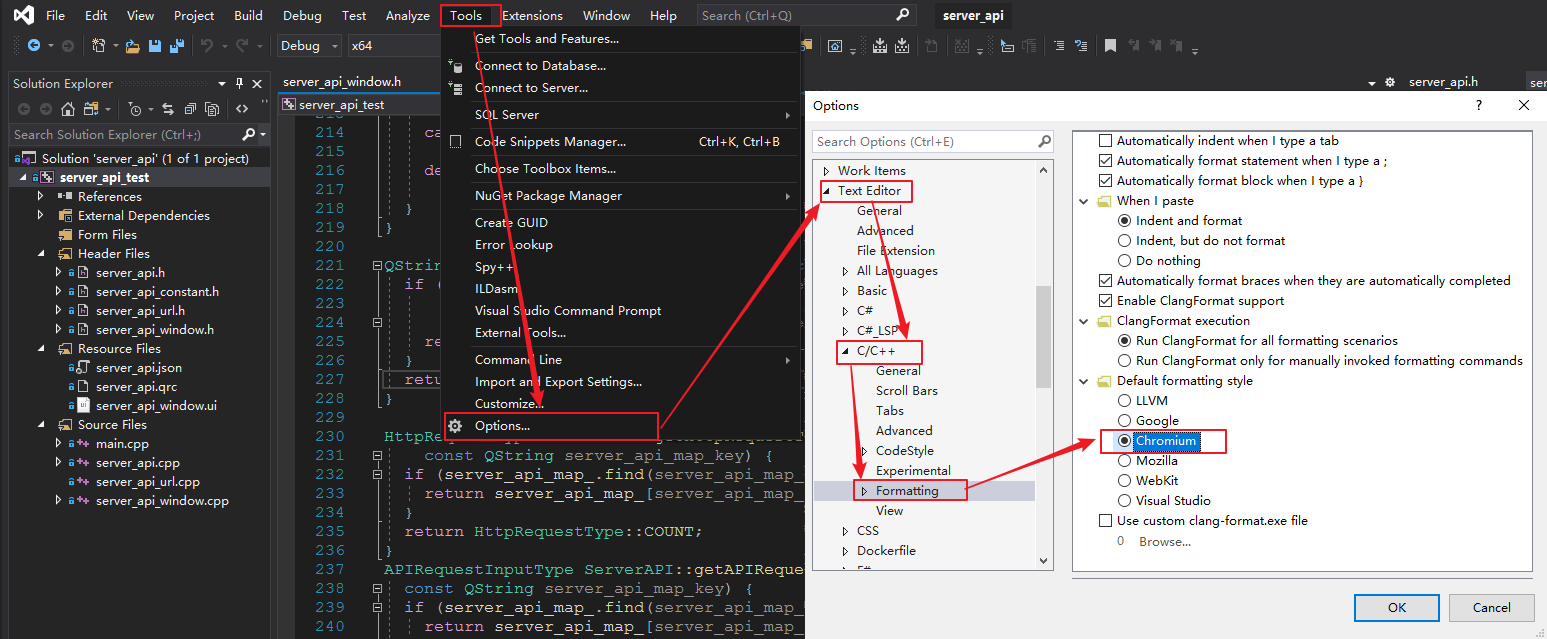 File Edit View Project Build Debug Test Analyze Tools Extensions Window Help Search (Ctrl+Q) server_api
Debug x64
Solution Explorer
Search Solution Explorer (Ctrl+;)
Solution 'server_api' (1 of 1 project)
server_api_test
References
External Dependencies
Form Files
Header Files
server_api.h
server_api_constant.h
server_api_url.h
server_api_window.h
Resource Files
server_api.json
server_api.qrc
server_api_window.ui
Source Files
main.cpp
server_api.cpp
server_api_url.cpp
server_api_window.cpp
server_api_window.h
server_api_test
214 ca
215
216 de
217
218 }
219 }
220
221 QStrin
222 if (
223
224
225 re
226 }
227 retu
228 }
229
230 HttpRe
231 const QString server_api_map_key) {
232 if (server_api_map_.find(server_api_map_
233 return server_api_map_[server_api_map_
234 }
235 return HttpRequestType::COUNT;
236 }
237 APIRequestInputType ServerAPI::getAPIReque
238 const QString server_api_map_key) {
239 if (server_api_map_.find(server_api_map_
240 return server_api_map_[server_api_map_
Get Tools and Features...
Connect to Database...
Connect to Server...
SQL Server
Code Snippets Manager... Ctrl+K, Ctrl+B
Choose Toolbox Items...
NuGet Package Manager
Create GUID
Error Lookup
Spy++
ILDasm
Visual Studio Command Prompt
External Tools...
Command Line
Import and Export Settings...
Customize...
Options...
server_api.h ser
Options ?
Search Options (Ctrl+E)
Work Items
Text Editor
General
Advanced
File Extension
All Languages
Basic
C#
C#_LSP
C/C++
General
Scroll Bars
Tabs
Advanced
CodeStyle
Experimental
Formatting
View
CSS
Dockerfile
Automatically indent when I type a tab
Automatically format statement when I type a ;
Automatically format block when I type a }
When I paste
Indent and format
Indent, but do not format
Do nothing
Automatically format braces when they are automatically completed
Enable ClangFormat support
ClangFormat execution
Run ClangFormat for all formatting scenarios
Run ClangFormat only for manually invoked formatting commands
Default formatting style
LLVM
Google
Chromium
Mozilla
WebKit
Visual Studio
Use custom clang-format.exe file
0 Browse...
OK Cancel